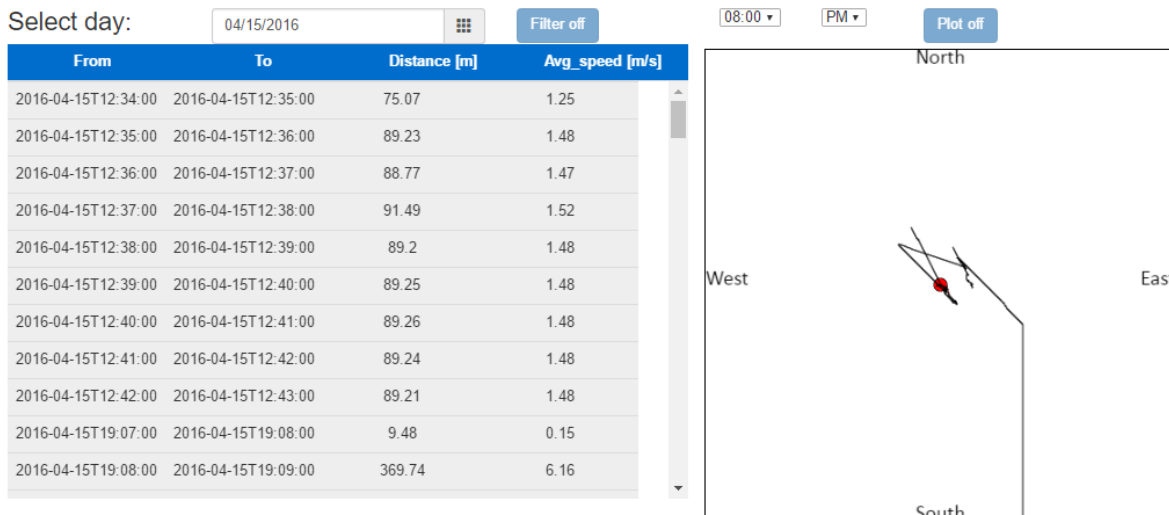 Select day: 04/15/2016 Filter off 08:00 PM Plot off
From To Distance [m] Avg_speed [m/s]
2016-04-15T12:34:00 2016-04-15T12:35:00 75.07 1.25
2016-04-15T12:35:00 2016-04-15T12:36:00 89.23 1.48
2016-04-15T12:36:00 2016-04-15T12:37:00 88.77 1.47
2016-04-15T12:37:00 2016-04-15T12:38:00 91.49 1.52
2016-04-15T12:38:00 2016-04-15T12:39:00 89.2 1.48
2016-04-15T12:39:00 2016-04-15T12:40:00 89.25 1.48
2016-04-15T12:40:00 2016-04-15T12:41:00 89.26 1.48
2016-04-15T12:41:00 2016-04-15T12:42:00 89.24 1.48
2016-04-15T12:42:00 2016-04-15T12:43:00 89.21 1.48
2016-04-15T19:07:00 2016-04-15T19:08:00 9.48 0.15
2016-04-15T19:08:00 2016-04-15T19:09:00 369.74 6.16
North
West
Eas
South